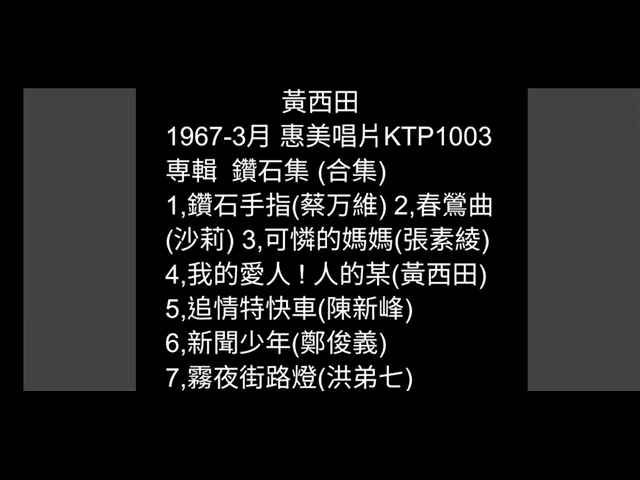 黃西田
1967-3月 惠美唱片KTP1003
専輯 鑽石集 (合集)
1,鑽石手指(蔡万維) 2,春鶯曲
(沙莉) 3,可憐的媽媽(張素綾)
4,我的愛人 ! 人的某(黃西田)
5,追情特快車(陳新峰)
6,新聞少年(鄭俊義)
7,霧夜街路燈(洪弟七)